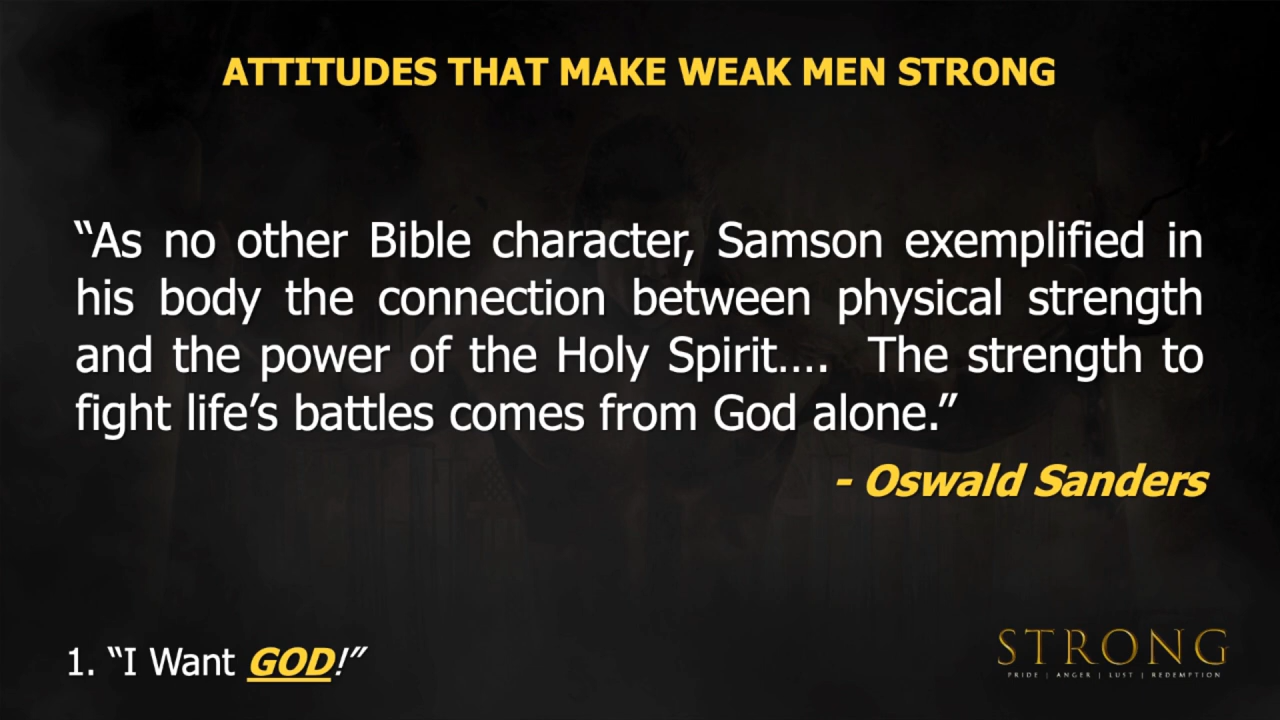 ATTITUDES THAT MAKE WEAK MEN STRONG
“As no other Bible character, Samson exemplified in
his body the connection between physical strength
and the power of the Holy Spirit…. The strength to
fight life’s battles comes from God alone.”
- Oswald Sanders
1. “I Want GOD!”
STRONG
PRIDE | ANGER | LUST | REDEMPTION